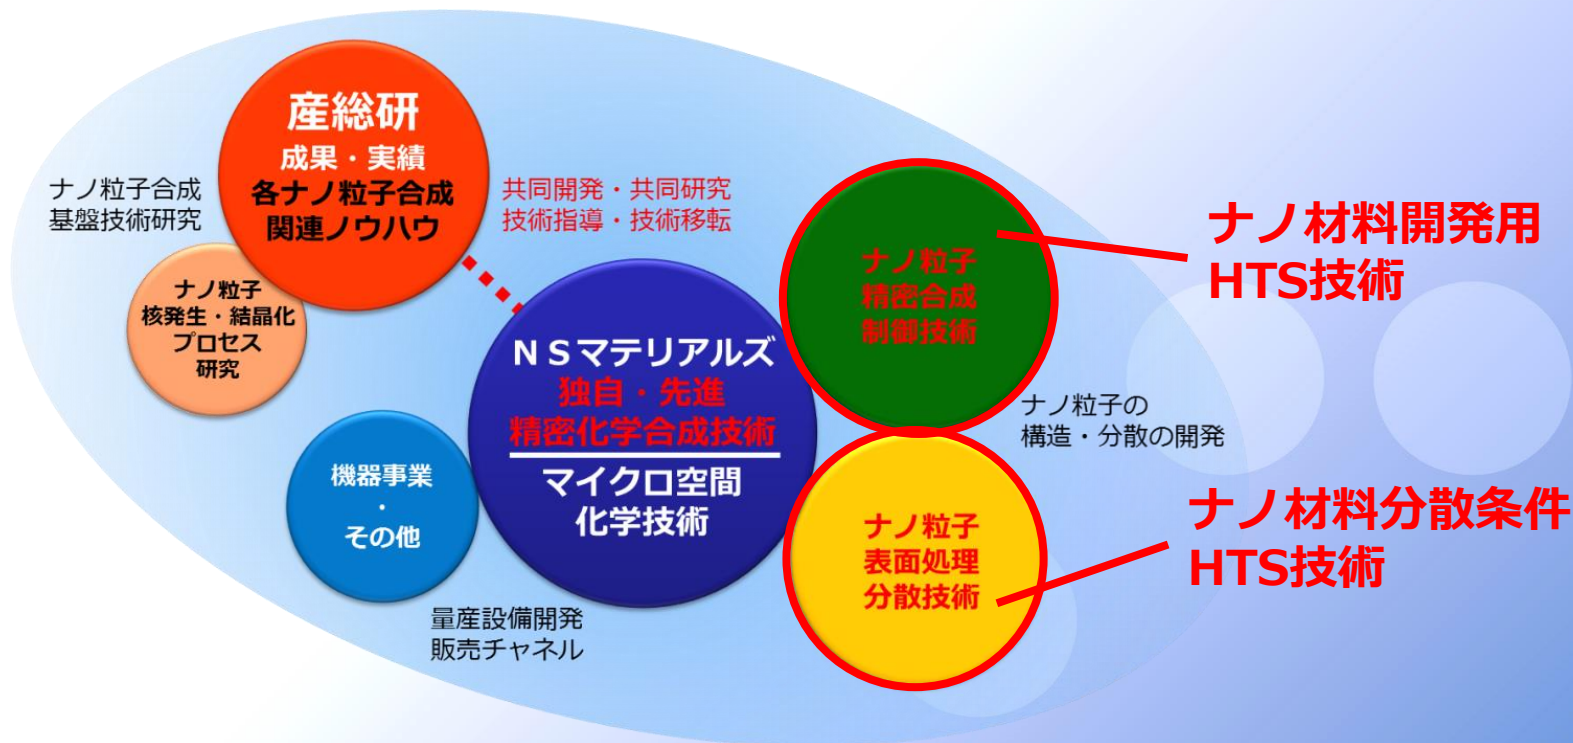 産総研
成果・実績
各ナノ粒子合成
関連ノウハウ
ナノ粒子合成
基盤技術研究
共同開発・共同研究
技術指導・技術移転
ナノ粒子
核発生・結晶化
プロセス
研究
ＮＳマテリアルズ
独自・先進
精密化学合成技術
マイクロ空間
化学技術
機器事業
・
その他
量産設備開発
販売チャネル
ナノ粒子
精密合成
制御技術
ナノ材料開発用
HTS技術
ナノ粒子の
構造・分散の開発
ナノ粒子
表面処理
分散技術
ナノ材料分散条件
HTS技術